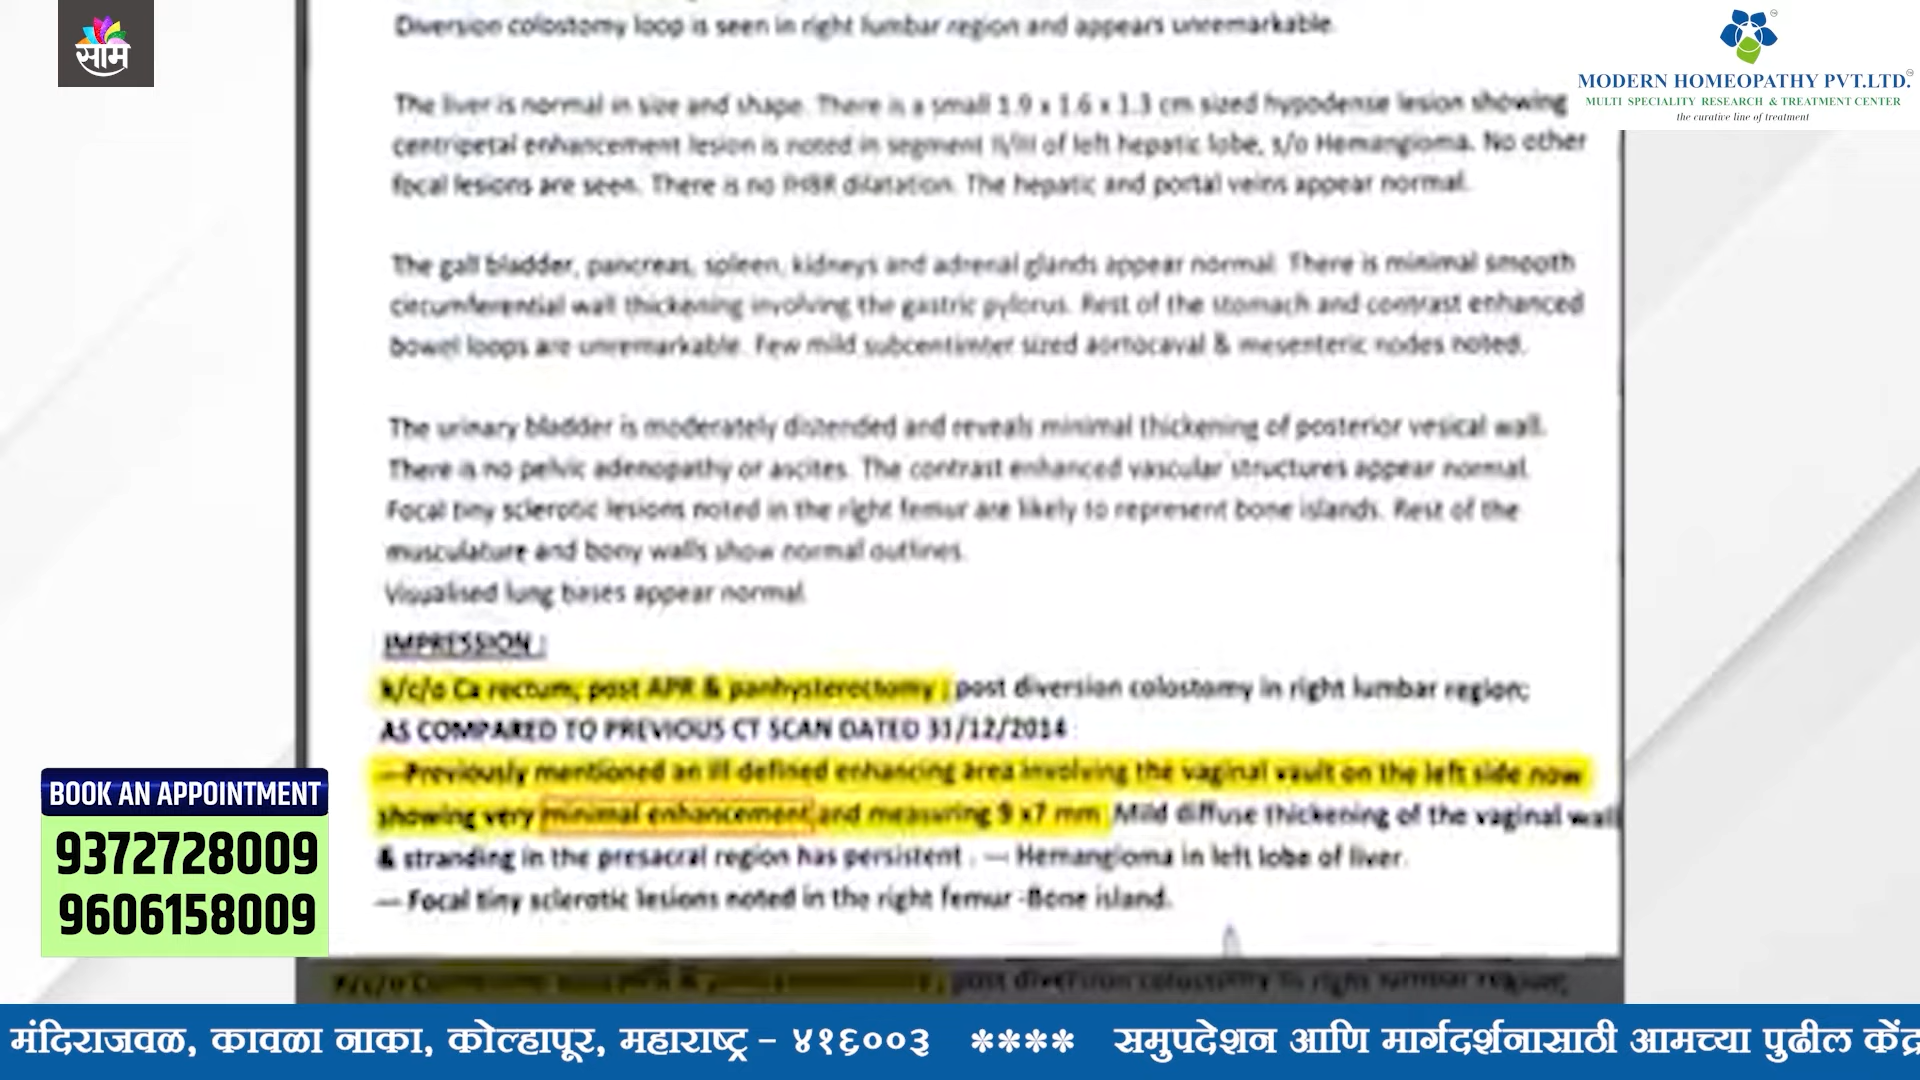 साम
MODERN HOMEOPATHY PVT.LTD.
MULTI SPECIALITY RESEARCH & TREATMENT CENTER
the curative line of treatment
Diversion colostomy loop is seen in right lumbar region and appears unremarkable.
The liver is normal in size and shape. There is a small 1.9 x 1.6 x 1.3 cm sized hypodense lesion showing
centripetal enhancement lesion is noted in segment II/III of left hepatic lobe, s/o Hemangioma. No other
focal lesions are seen. There is no IHBR dilatation. The hepatic and portal veins appear normal.
The gall bladder, pancreas, spleen, kidneys and adrenal glands appear normal. There is minimal smooth
circumferential wall thickening involving the gastric pylorus. Rest of the stomach and contrast enhanced
bowel loops are unremarkable. Few mild subcentimter sized aortocaval & mesenteric nodes noted.
The urinary bladder is moderately distended and reveals minimal thickening of posterior vesical wall.
There is no pelvic adenopathy or ascites. The contrast enhanced vascular structures appear normal.
Focal tiny sclerotic lesions noted in the right femur are likely to represent bone islands. Rest of the
musculature and bony walls show normal outlines.
Visualised lung bases appear normal.
IMPRESSION :
k/c/o Ca rectum; post APR & panhysterectomy ; post diversion colostomy in right lumbar region;
AS COMPARED TO PREVIOUS CT SCAN DATED 31/12/2014
—Previously mentioned an ill defined enhancing area involving the vaginal vault on the left side now
showing very minimal enhancement and measuring 9 x7 mm. Mild diffuse thickening of the vaginal wall
& stranding in the presacral region has persistent . — Hemangioma in left lobe of liver.
— Focal tiny sclerotic lesions noted in the right femur -Bone island.
post diversion colostomy in right lumbar region;
BOOK AN APPOINTMENT
9372728009
9606158009
मंदिराजवळ, कावळा नाका, कोल्हापूर, महाराष्ट्र - ४१६००३ **** समुपदेशन आणि मार्गदर्शनासाठी आमच्या पुढील केंद्र